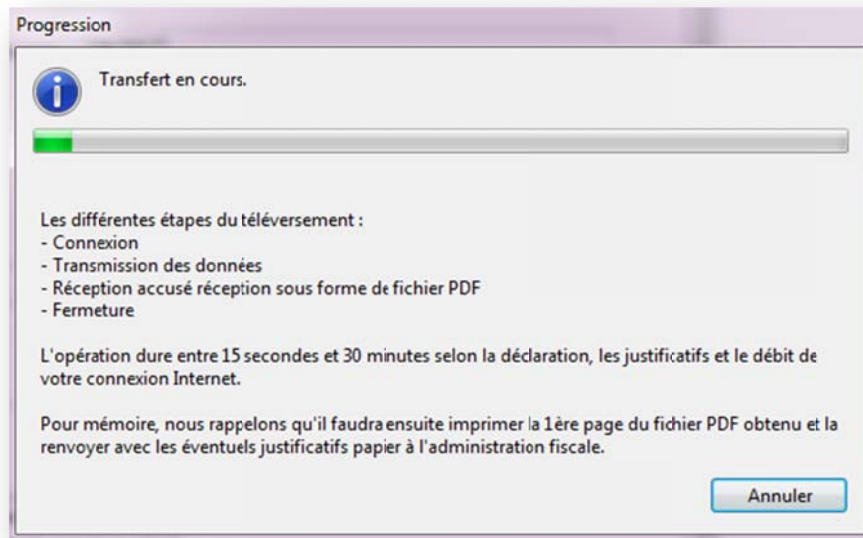 Progression
Transfert en cours.
Les différentes étapes du téléversement :
- Connexion
- Transmission des données
- Réception accusé réception sous forme de fichier PDF
- Fermeture
L'opération dure entre 15 secondes et 30 minutes selon la déclaration, les justificatifs et le débit de
votre connexion Internet.
Pour mémoire, nous rappelons qu'il faudra ensuite imprimer la 1ère page du fichier PDF obtenu et la
renvoyer avec les éventuels justificatifs papier à l'administration fiscale.
Annuler